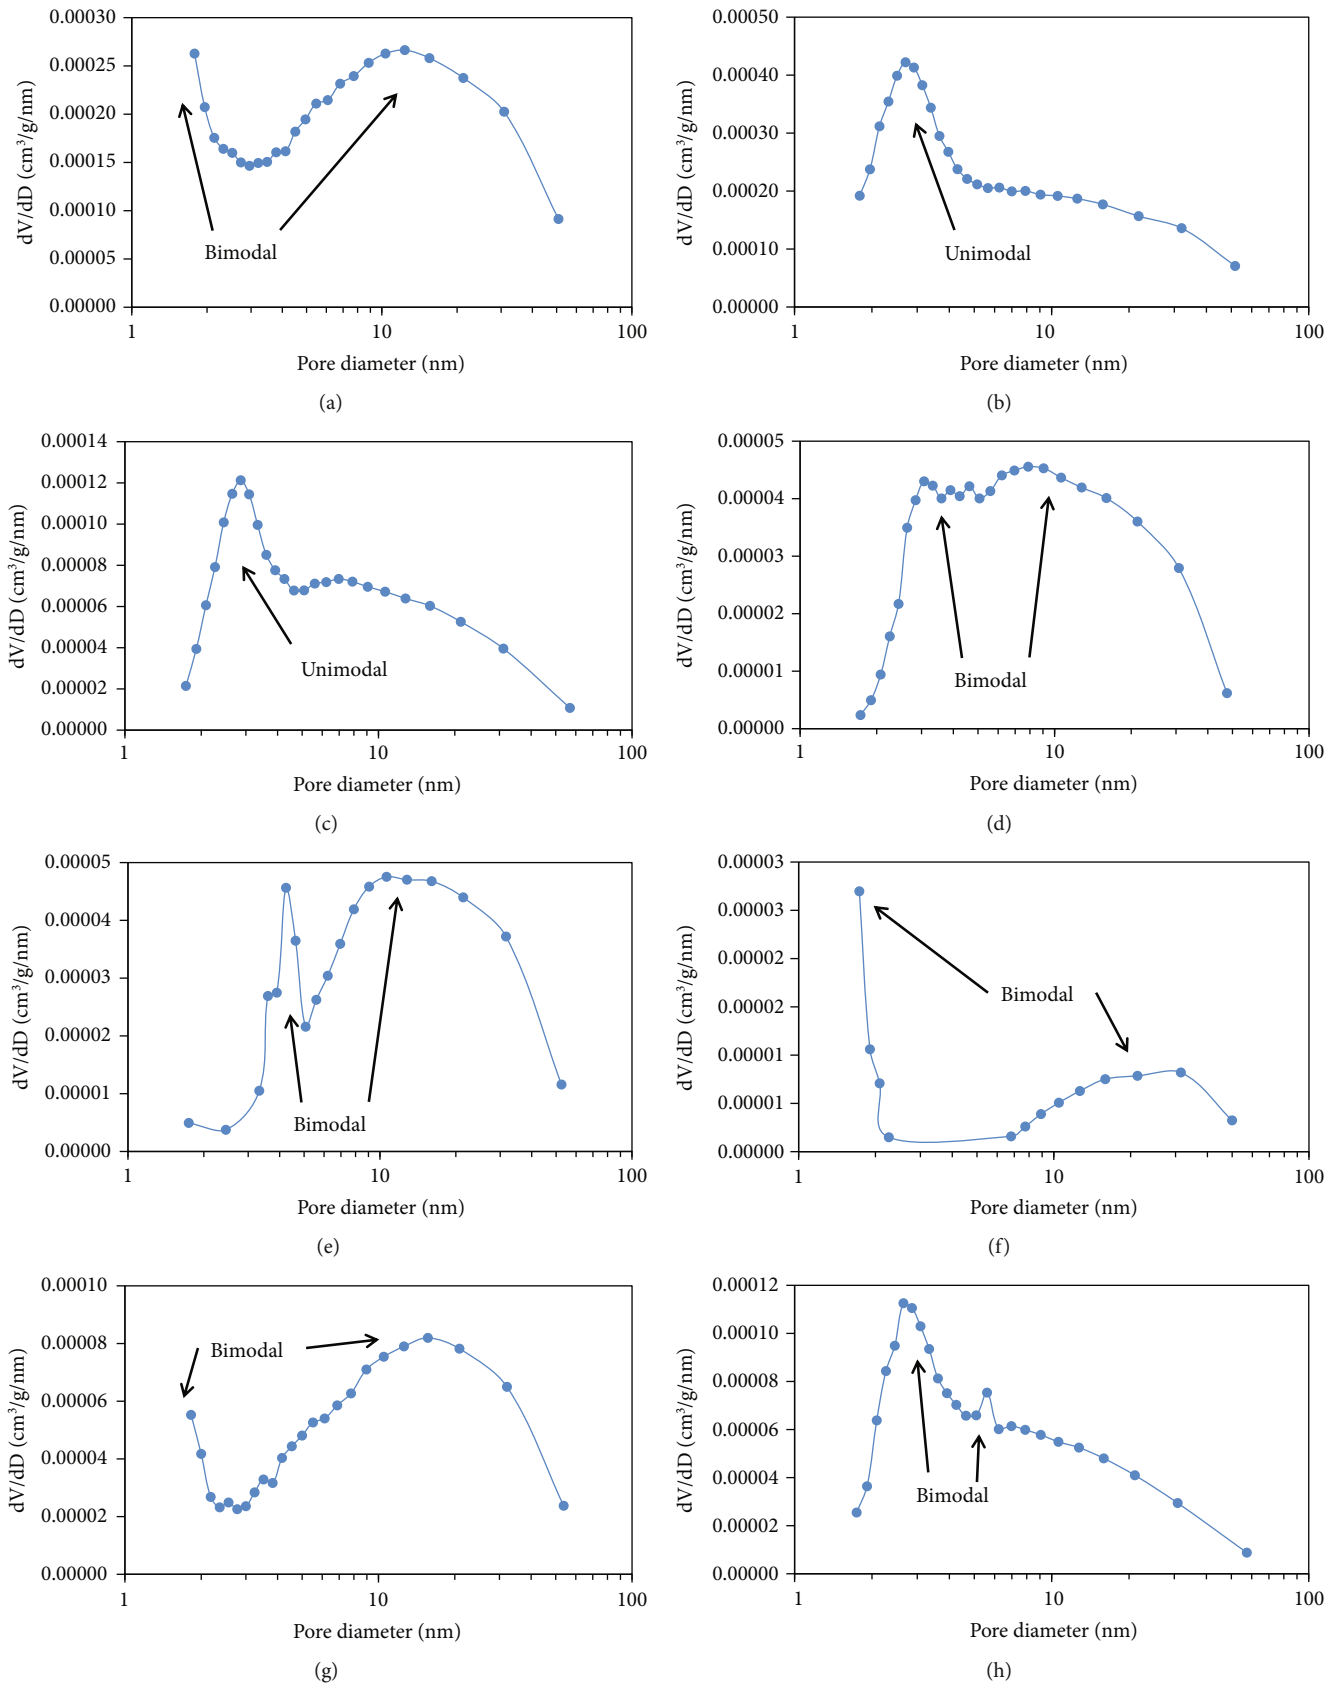 0.00030
0.00025
0.00020
0.00015
0.00010
0.00005
0.00000
dV/dD (cm³/g/nm)
Bimodal
1 10 100
Pore diameter (nm)
(a)
0.00050
0.00040
0.00030
0.00020
0.00010
0.00000
dV/dD (cm³/g/nm)
Unimodal
1 10 100
Pore diameter (nm)
(b)
0.00014
0.00012
0.00010
0.00008
0.00006
0.00004
0.00002
0.00000
dV/dD (cm³/g/nm)
Unimodal
1 10 100
Pore diameter (nm)
(c)
0.00005
0.00004
0.00003
0.00002
0.00001
0.00000
dV/dD (cm³/g/nm)
Bimodal
1 10 100
Pore diameter (nm)
(d)
0.00005
0.00004
0.00003
0.00002
0.00001
0.00000
dV/dD (cm³/g/nm)
Bimodal
1 10 100
Pore diameter (nm)
(e)
0.00003
0.00003
0.00002
0.00002
0.00001
0.00001
0.00000
dV/dD (cm³/g/nm)
Bimodal
1 10 100
Pore diameter (nm)
(f)
0.00010
0.00008
0.00006
0.00004
0.00002
0.00000
dV/dD (cm³/g/nm)
Bimodal
1 10 100
Pore diameter (nm)
(g)
0.00012
0.00010
0.00008
0.00006
0.00004
0.00002
0.00000
dV/dD (cm³/g/nm)
Bimodal
1 10 100
Pore diameter (nm)
(h)